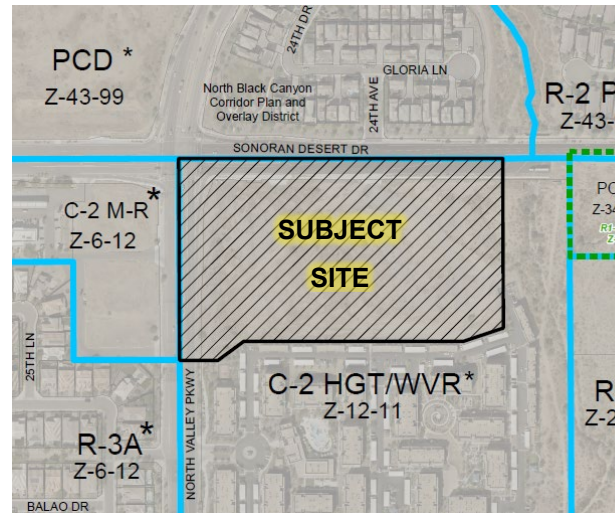 PCD *
Z-43-99
24TH DR
GLORIA LN
North Black Canyon
Corridor Plan and
Overlay District
24TH AVE
R-2 P
Z-43-
SONORAN DESERT DR
C-2 M-R*
Z-6-12
SUBJECT
SITE
PC
Z-34
R1-
Z
25TH LN
C-2 HGT/WVR*
Z-12-11
R
Z-2
NORTH VALLEY PKWY
R-3A*
Z-6-12
BALAO DR